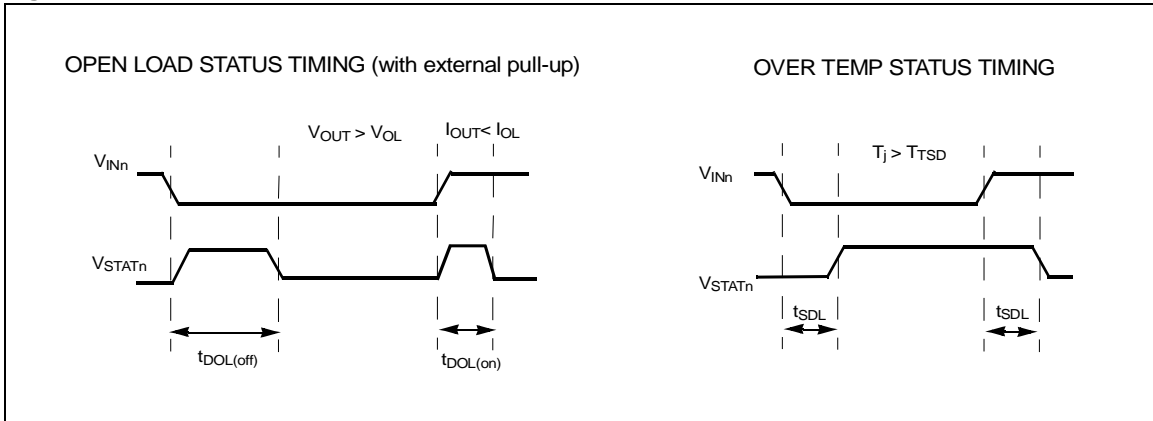 OPEN LOAD STATUS TIMING (with external pull-up)
VOUT > VOL
IOUT< IOL
VINn
VSTATn
tDOL(off)
tDOL(on)
OVER TEMP STATUS TIMING
Tj > TTSD
VINn
VSTATn
tSDL
tSDL